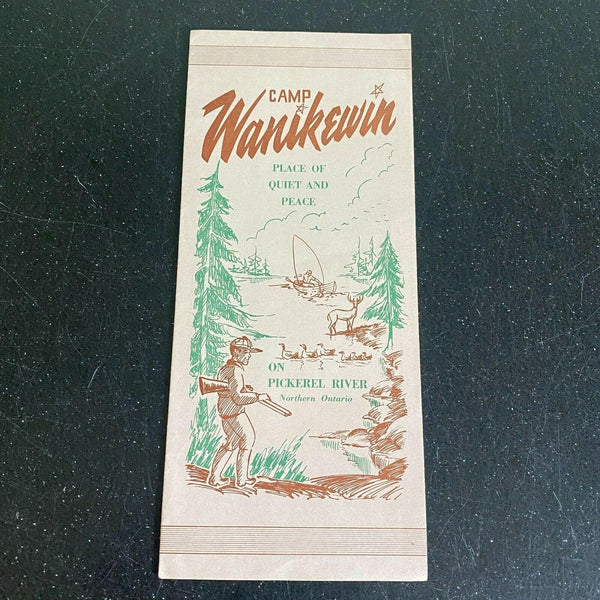 CAMP
Wanikewin
PLACE OF
QUIET AND
PEACE
ON
PICKEREL RIVER
Northern Ontario